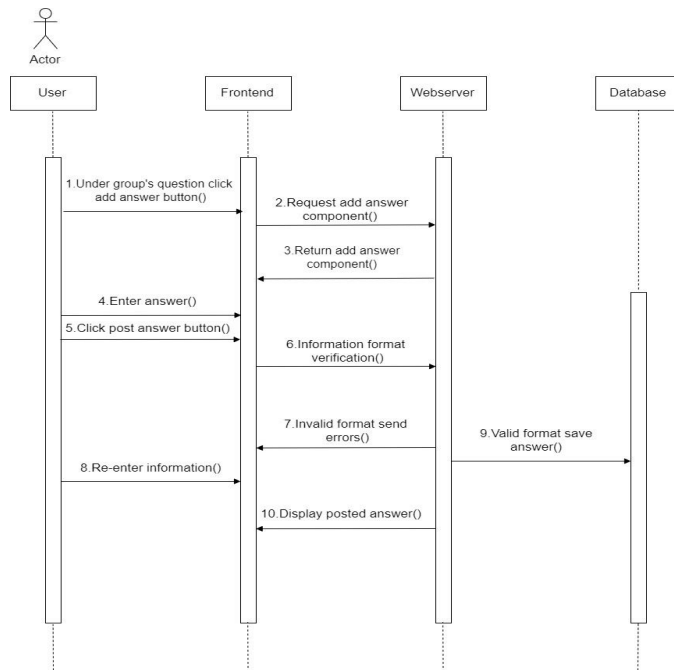 Actor
User
Frontend
Webserver
Database
1.Under group's question click
add answer button()
2.Request add answer
component()
3.Return add answer
component()
4.Enter answer()
5.Click post answer button()
6.Information format
verification()
7.Invalid format send
errors()
9.Valid format save
answer()
8.Re-enter information()
10.Display posted answer()